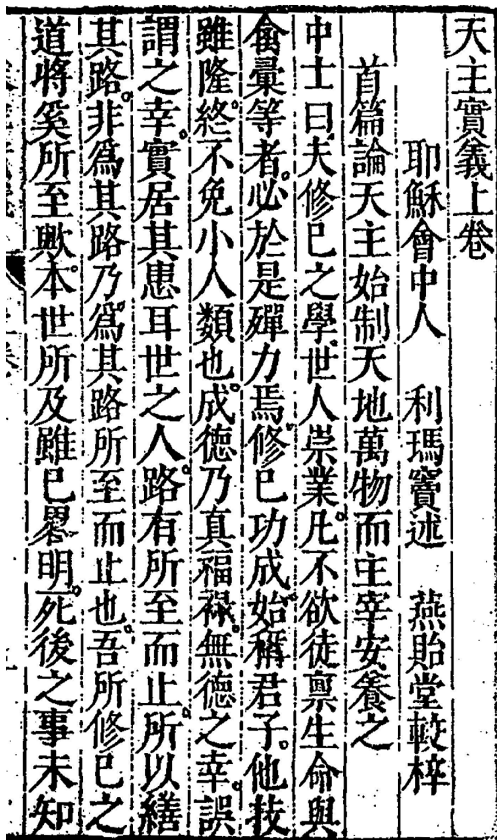 天主實義上卷
耶穌會中人 利瑪竇述 燕貽堂較梓
首篇論天主始制天地萬物而主宰安養之
中士曰夫修己之學。世人崇業。凡不欲徒稟生命與
禽彙等者。必於是殫力焉。修己功成。始稱君子。他技
雖隆。終不免小人類也。成德乃真福祿。無德之幸。誤
謂之幸。實居其患耳。世之人。路有所至而止。所以繕
其路。非爲其路。乃爲其路所至而止也。吾所修己之
道。將奚所至歟。本世所及。雖已畧明。死後之事。未知